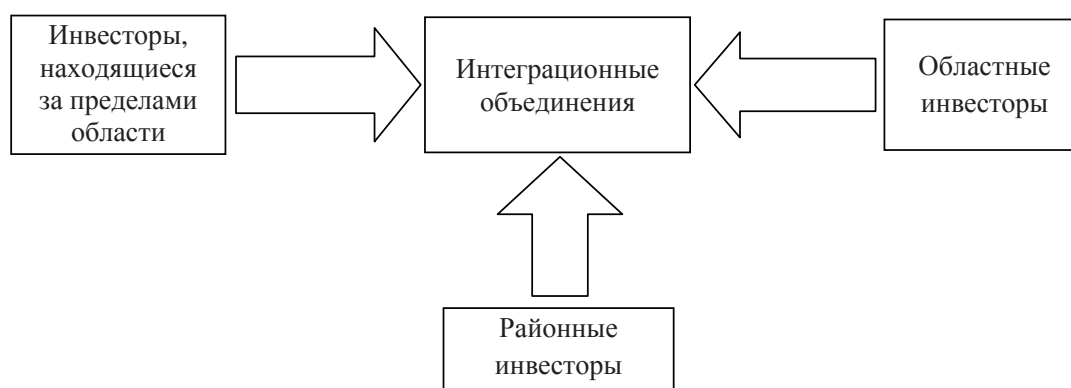 Инвесторы,
находящиеся
за пределами
области
Интеграционные
объединения
Областные
инвесторы
Районные
инвесторы